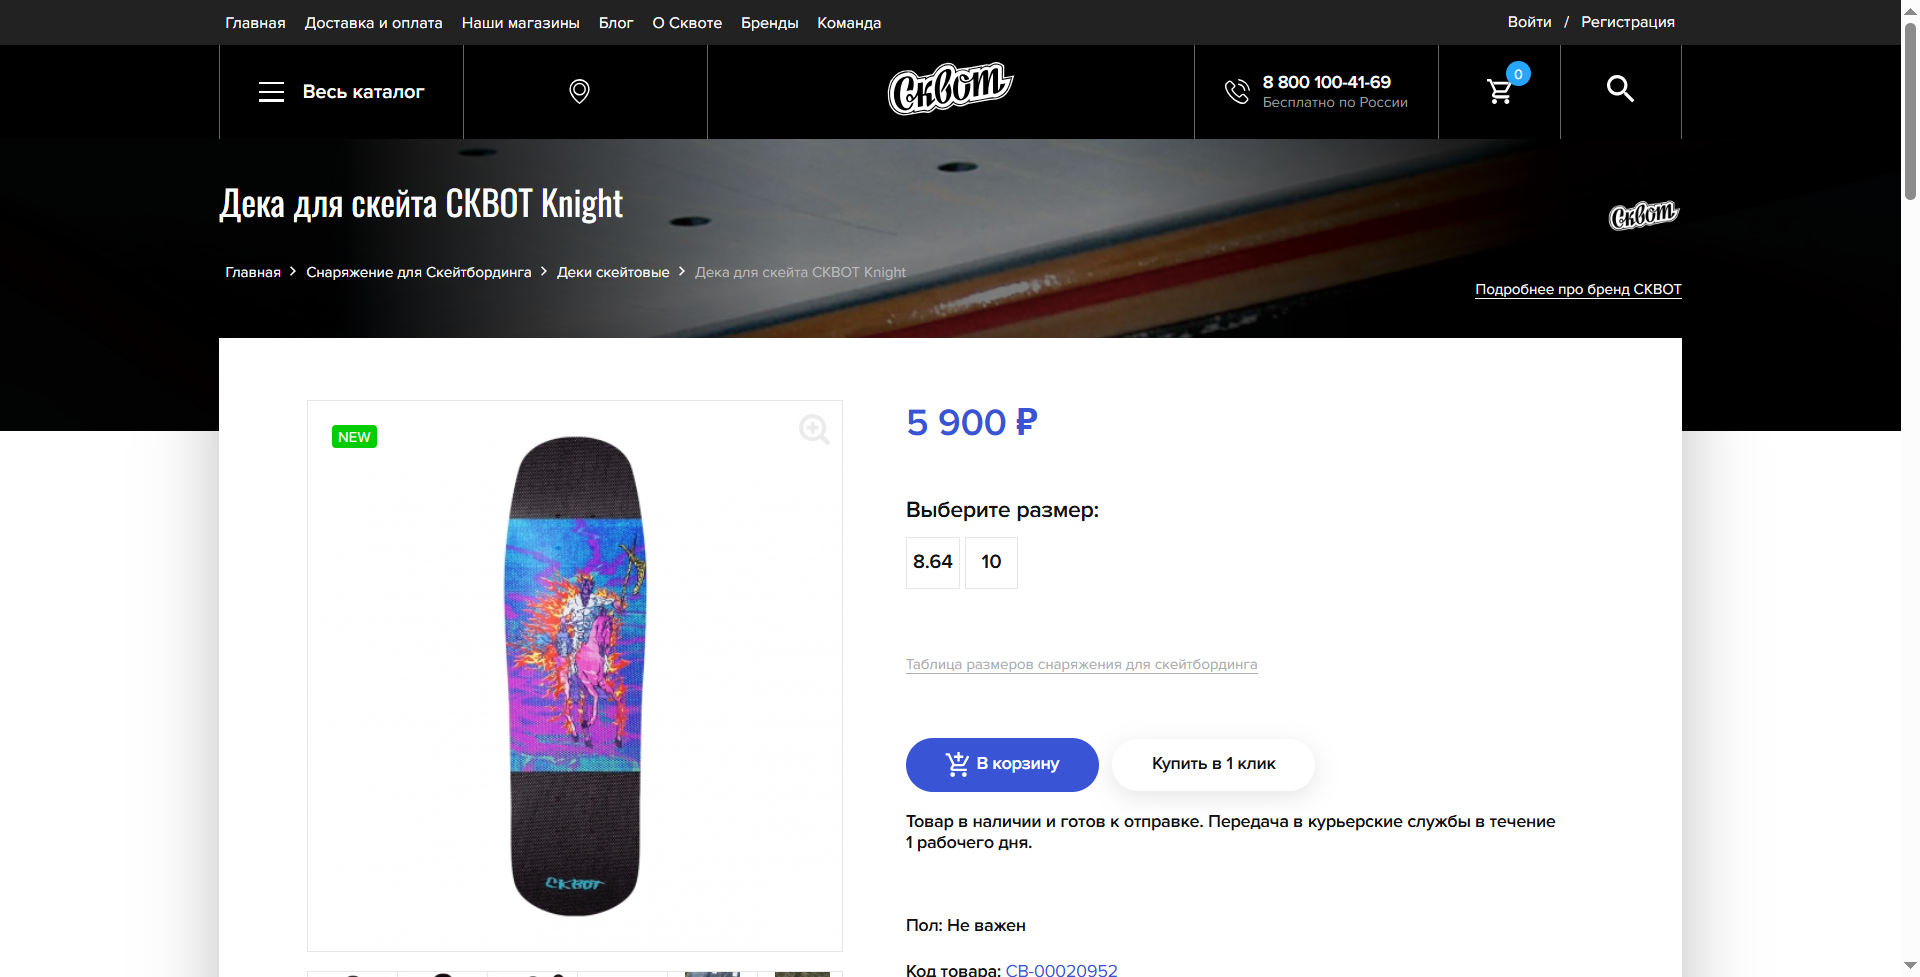 Главная Доставка и оплата Наши магазины Блог О Сквоте Бренды Команда Войти / Регистрация
Весь каталог
Сквот
8 800 100-41-69
Бесплатно по России
0
Дека для скейта СКВОТ Knight
Сквот
Главная > Снаряжение для Скейтбординга > Деки скейтовые > Дека для скейта СКВОТ Knight
Подробнее про бренд СКВОТ
NEW
СКВОТ
5 900 ₽
Выберите размер:
8.64 10
Таблица размеров снаряжения для скейтбординга
В корзину Купить в 1 клик
Товар в наличии и готов к отправке. Передача в курьерские службы в течение
1 рабочего дня.
Пол: Не важен
Код товара: СВ-00020952